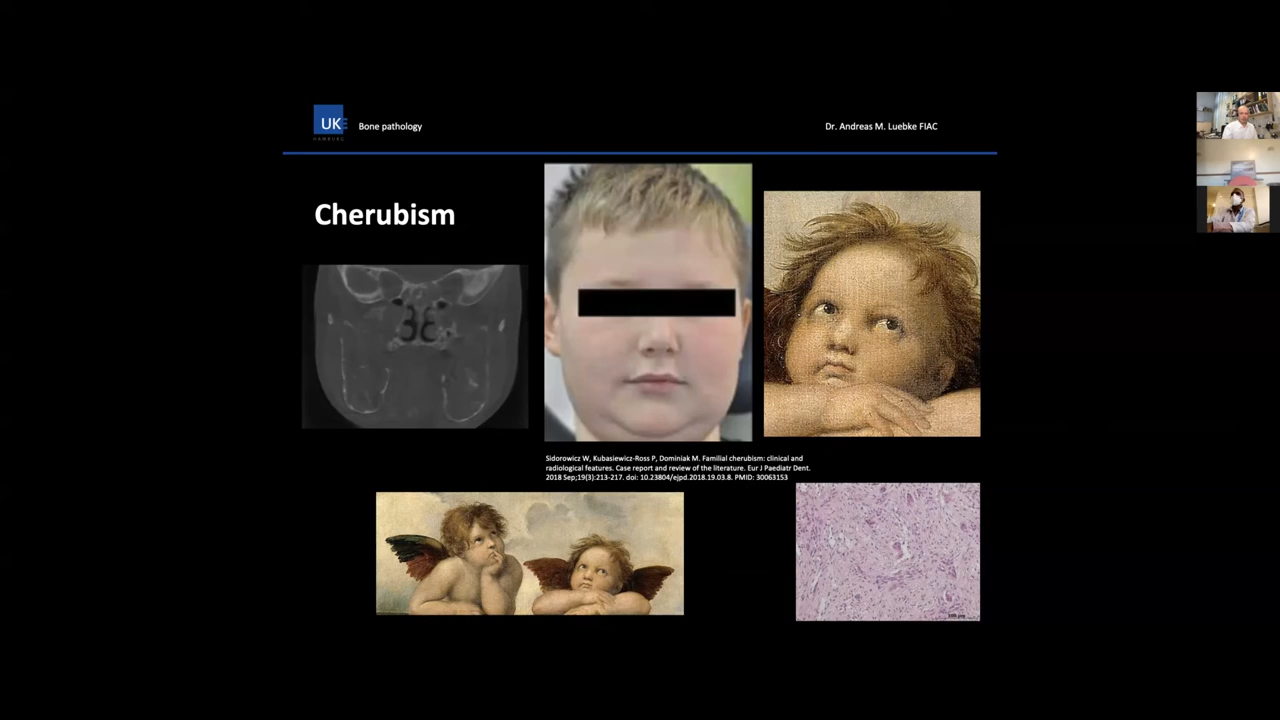 UKE
HAMBURG
Bone pathology
Dr. Andreas M. Luebke FIAC
Cherubism
Sidorowicz W, Kubasiewicz-Ross P, Dominiak M. Familial cherubism: clinical and
radiological features. Case report and review of the literature. Eur J Paediatr Dent.
2018 Sep;19(3):213-217. doi: 10.23804/ejpd.2018.19.03.8. PMID: 30063153